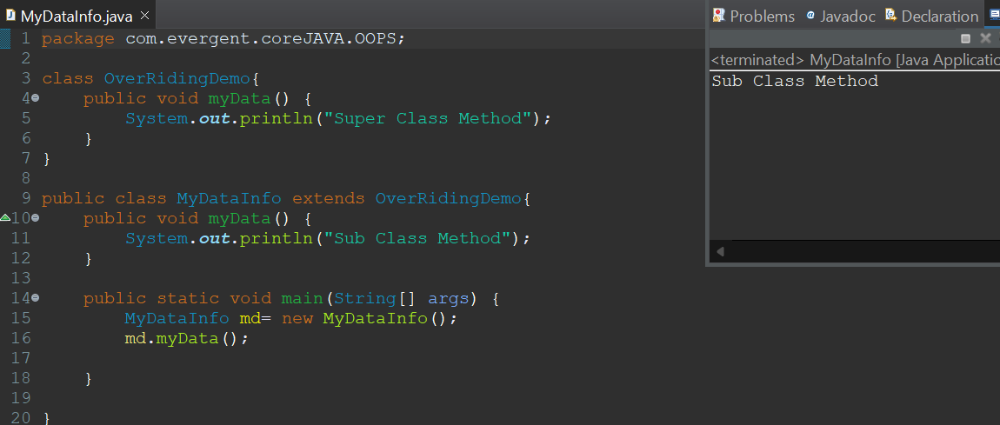 MyDataInfo.java
1 package com.evergent.coreJAVA.OOPS;
2
3 class OverRidingDemo{
4 public void myData() {
5 System.out.println("Super Class Method");
6 }
7 }
8
9 public class MyDataInfo extends OverRidingDemo{
10 public void myData() {
11 System.out.println("Sub Class Method");
12 }
13
14 public static void main(String[] args) {
15 MyDataInfo md= new MyDataInfo();
16 md.myData();
17
18 }
19
20 }
Problems @ Javadoc Declaration
<terminated> MyDataInfo [Java Applicatio
Sub Class Method